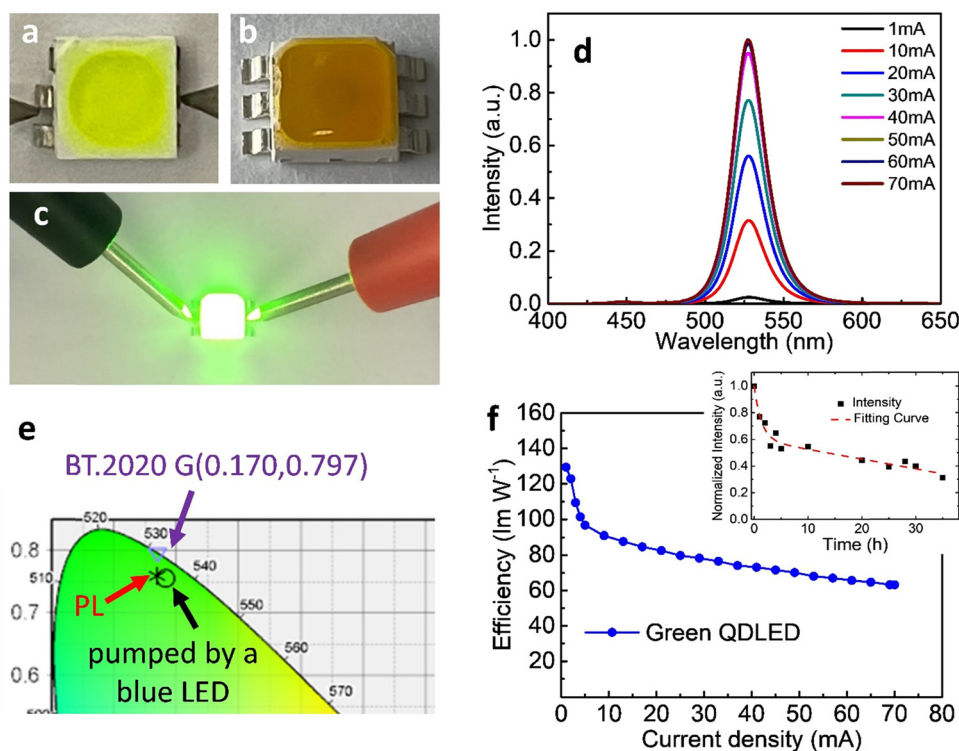 a
b
c
d
1mA
10mA
20mA
30mA
40mA
50mA
60mA
70mA
Intensity (a.u.)
1.0
0.8
0.6
0.4
0.2
0.0
400 450 500 550 600 650
Wavelength (nm)
e
BT.2020 G(0.170,0.797)
520
530
540
550
560
570
510
0.8
0.7
0.6
PL
pumped by a
blue LED
f
Efficiency (lm W⁻¹)
160
140
120
100
80
60
40
20
0 10 20 30 40 50 60 70 80
Current density (mA)
Green QDLED
Normalized Intensity (a.u.)
1.0
0.8
0.6
0.4
0.2
0.0
0 10 20 30
Time (h)
Intensity
Fitting Curve